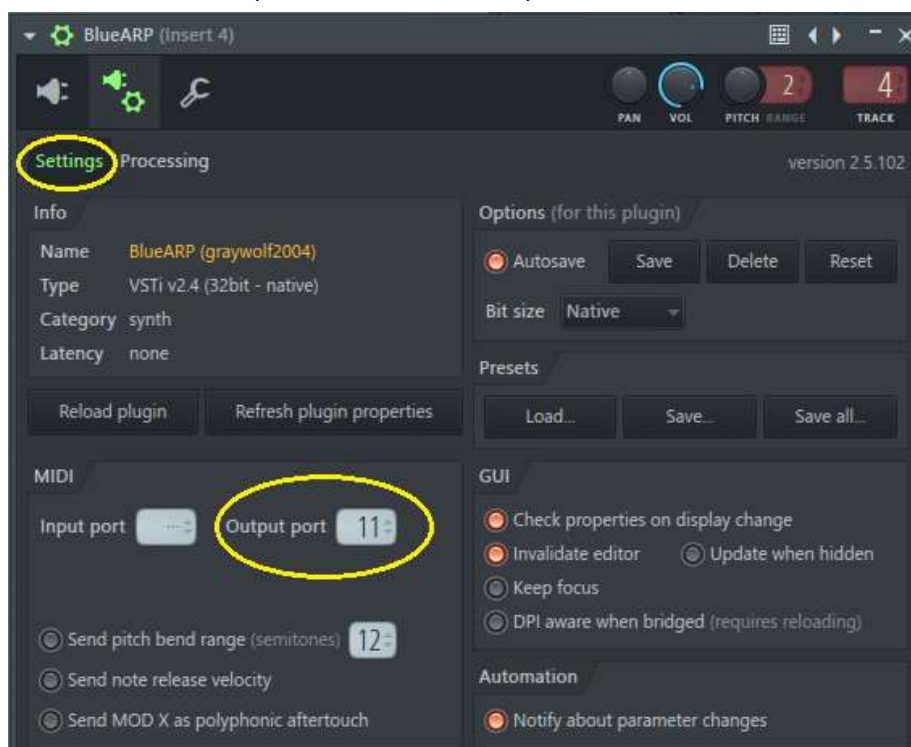 BlueARP (Insert 4)
2 4
PAN VOL PITCH RANGE TRACK
Settings Processing version 2.5.102
Info
Name BlueARP (graywolf2004)
Type VSTi v2.4 (32bit - native)
Category synth
Latency none
Reload plugin Refresh plugin properties
Options (for this plugin)
Autosave Save Delete Reset
Bit size Native
Presets
Load... Save... Save all...
MIDI
Input port --- Output port 11
Send pitch bend range (semitones) 12
Send note release velocity
Send MOD X as polyphonic aftertouch
GUI
Check properties on display change
Invalidate editor Update when hidden
Keep focus
DPI aware when bridged (requires reloading)
Automation
Notify about parameter changes